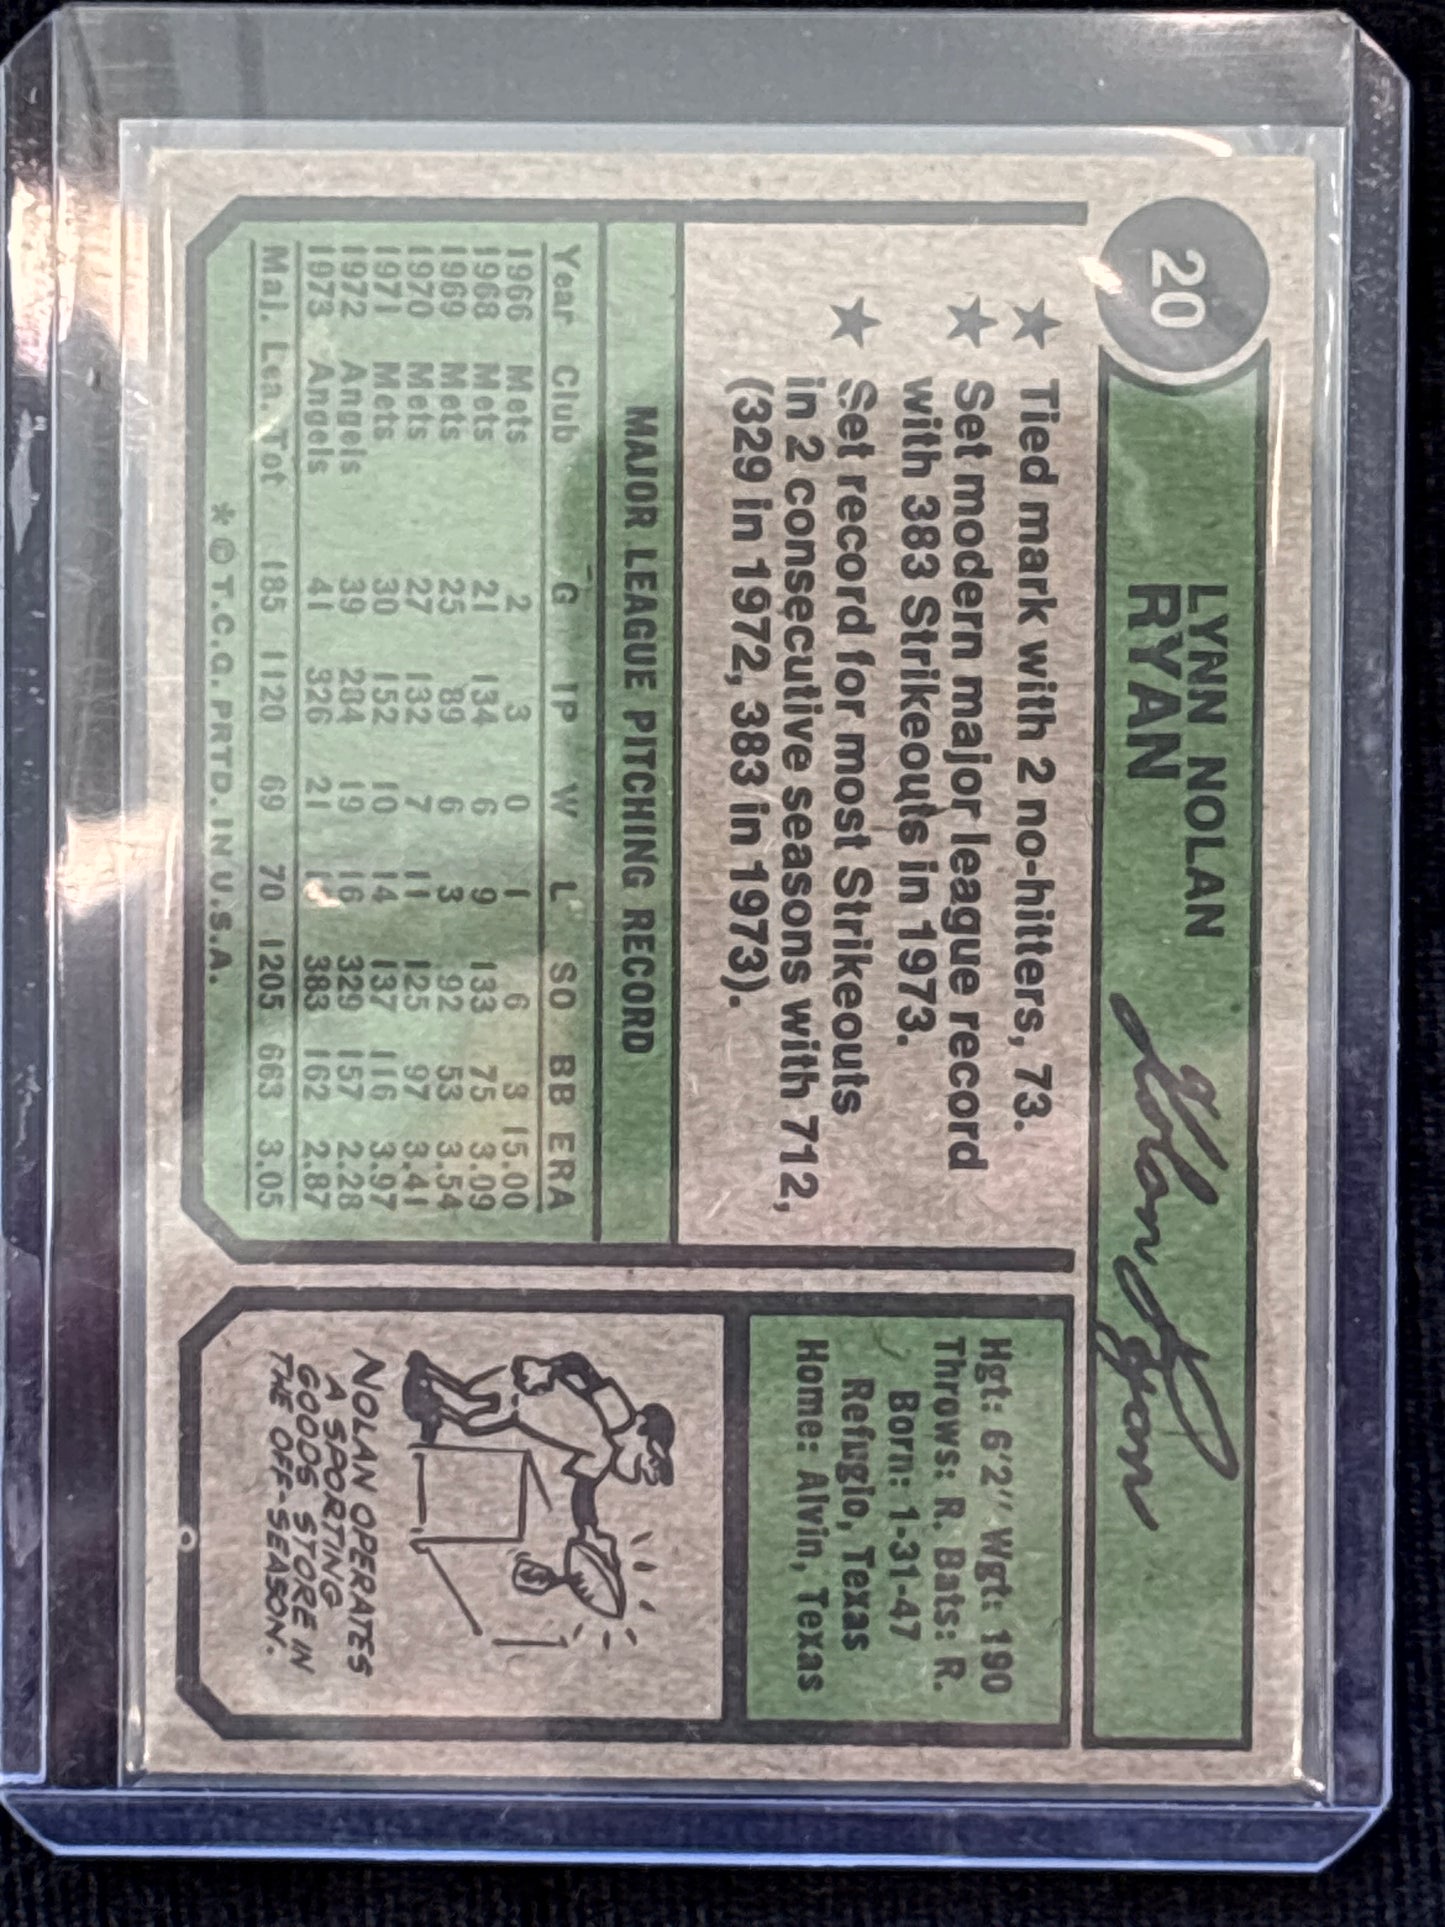 20
LYNN NOLAN
RYAN
Nolan Ryan
★ Tied mark with 2 no-hitters, 73.
★ Set modern major league record
with 383 Strikeouts in 1973.
★ Set record for most Strikeouts
in 2 consecutive seasons with 712,
(329 in 1972, 383 in 1973).
Hgt: 6'2" Wgt: 190
Throws: R. Bats: R.
Born: 1-31-47
Refugio, Texas
Home: Alvin, Texas
MAJOR LEAGUE PITCHING RECORD
Year Club G IP W L SO BB ERA
1966 Mets 2 3 0 1 6 3 15.00
1968 Mets 21 134 6 9 133 75 3.09
1969 Mets 25 89 6 3 92 53 3.54
1970 Mets 27 132 7 11 125 97 3.41
1971 Mets 30 152 10 14 137 116 3.97
1972 Angels 39 284 19 16 329 157 2.28
1973 Angels 41 326 21 383 162 2.87
Maj. Lea. Tot 185 1120 69 70 1205 663 3.05
*©T.C.G. PRTD. IN U.S.A.
NOLAN OPERATES
A SPORTING
GOODS STORE IN
THE OFF-SEASON.